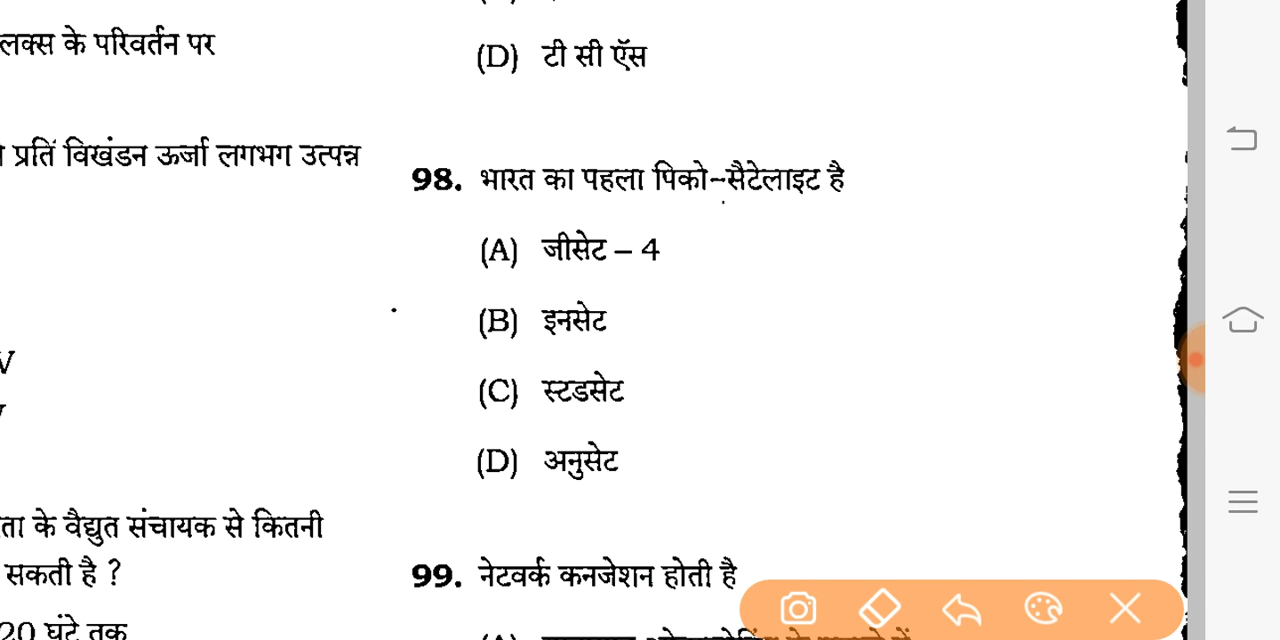 लक्स के परिवर्तन पर
प्रति विखंडन ऊर्जा लगभग उत्पन्न
V
ता के वैद्युत संचायक से कितनी
सकती है ?
20 घंटे तक
(D) टी सी ऍस
98. भारत का पहला पिको-सैटेलाइट है
(A) जीसेट – 4
(B) इनसेट
(C) स्टडसेट
(D) अनुसेट
99. नेटवर्क कनजेशन होती है